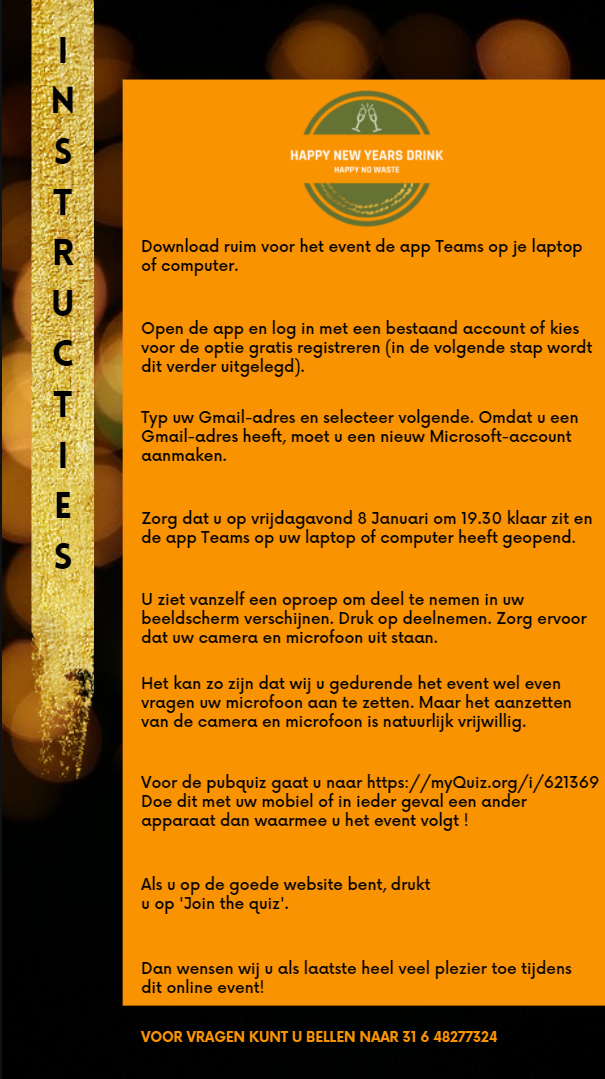 INSTRUCTIES
HAPPY NEW YEARS DRINK
HAPPY NO WASTE
Download ruim voor het event de app Teams op je laptop
of computer.
Open de app en log in met een bestaand account of kies
voor de optie gratis registreren (in de volgende stap wordt
dit verder uitgelegd).
Typ uw Gmail-adres en selecteer volgende. Omdat u een
Gmail-adres heeft, moet u een nieuw Microsoft-account
aanmaken.
Zorg dat u op vrijdagavond 8 Januari om 19.30 klaar zit en
de app Teams op uw laptop of computer heeft geopend.
U ziet vanzelf een oproep om deel te nemen in uw
beeldscherm verschijnen. Druk op deelnemen. Zorg ervoor
dat uw camera en microfoon uit staan.
Het kan zo zijn dat wij u gedurende het event wel even
vragen uw microfoon aan te zetten. Maar het aanzetten
van de camera en microfoon is natuurlijk vrijwillig.
Voor de pubquiz gaat u naar https://myQuiz.org/i/621369
Doe dit met uw mobiel of in ieder geval een ander
apparaat dan waarmee u het event volgt !
Als u op de goede website bent, drukt
u op 'Join the quiz'.
Dan wensen wij u als laatste heel veel plezier toe tijdens
dit online event!
VOOR VRAGEN KUNT U BELLEN NAAR 31 6 48277324